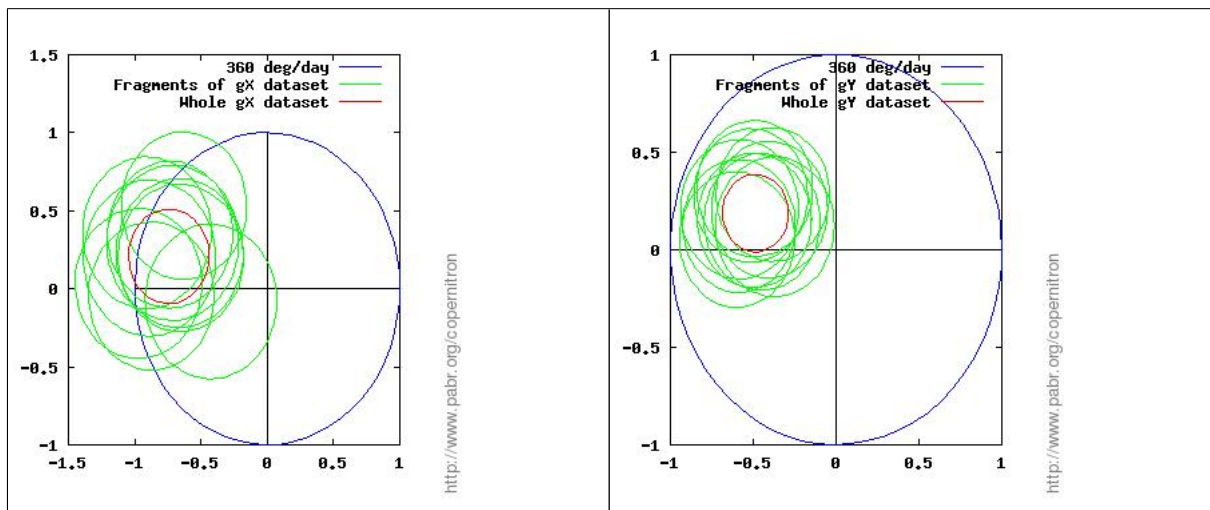 1.5
1
0.5
0
-0.5
-1
-1.5 -1 -0.5 0 0.5 1
360 deg/day
Fragments of gX dataset
Whole gX dataset
http://www.pabr.org/copernitron
1
0.5
0
-0.5
-1
-1 -0.5 0 0.5 1
360 deg/day
Fragments of gY dataset
Whole gY dataset
http://www.pabr.org/copernitron